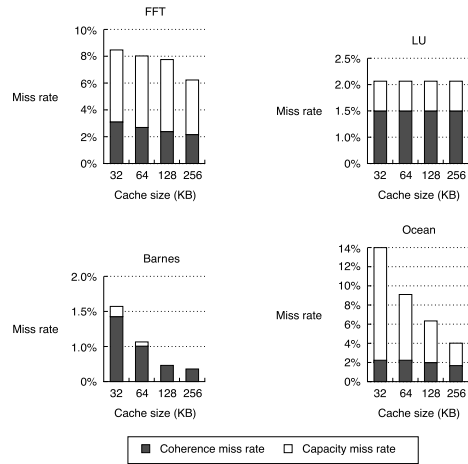 FFT
10%
8%
6%
4%
2%
0%
Miss rate
32 64 128 256
Cache size (KB)
LU
2.5%
2.0%
1.5%
1.0%
0%
Miss rate
32 64 128 256
Cache size (KB)
Barnes
2.0%
1.5%
1.0%
0%
Miss rate
32 64 128 256
Cache size (KB)
Ocean
14%
12%
10%
8%
6%
4%
2%
0%
Miss rate
32 64 128 256
Cache size (KB)
Coherence miss rate Capacity miss rate